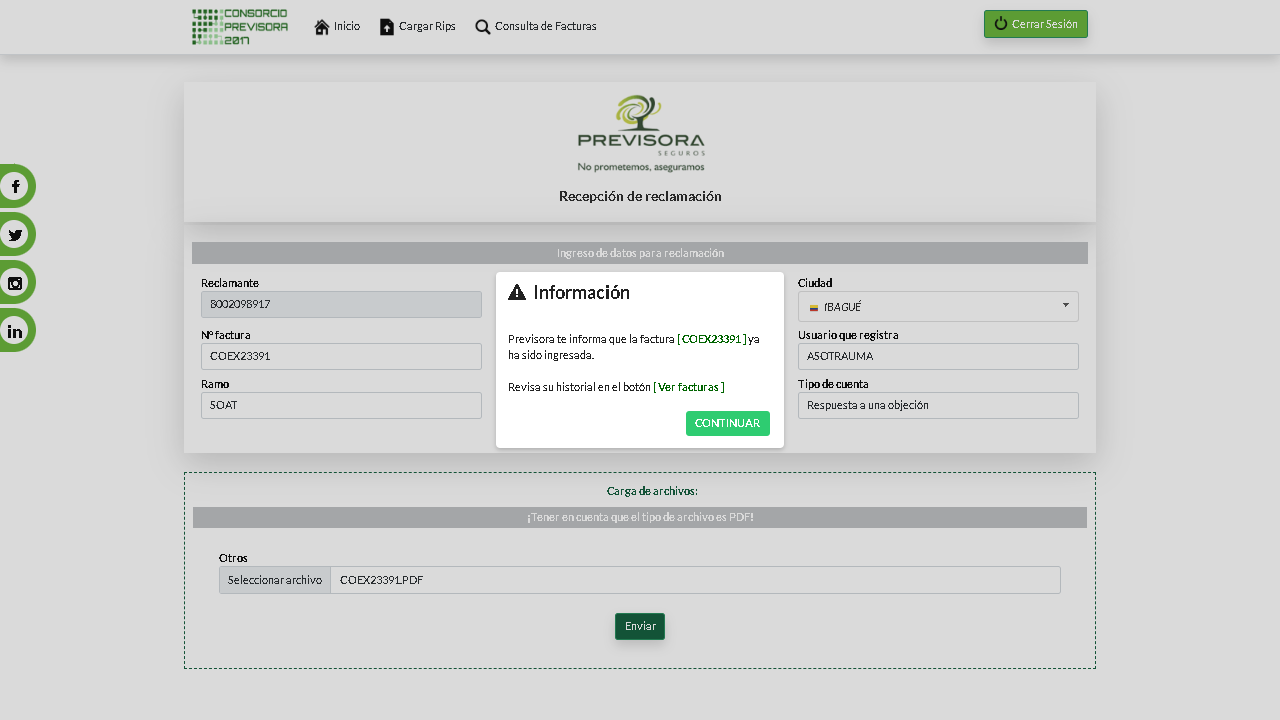 CONSORCIO
PREVISORA
2017
Inicio
Cargar Rips
Consulta de Facturas
Cerrar Sesión
PREVISORA
SEGUROS
No prometemos, aseguramos
Recepción de reclamación
Ingreso de datos para reclamación
Reclamante
8002098917
Ciudad
IBAGUÉ
Nº factura
COEX23391
Usuario que registra
ASOTRAUMA
Ramo
SOAT
Tipo de cuenta
Respuesta a una objeción
Información
Previsora te informa que la factura [ COEX23391 ] ya
ha sido ingresada.
Revisa su historial en el botón [ Ver facturas ]
CONTINUAR
Carga de archivos:
¡Tener en cuenta que el tipo de archivo es PDF!
Otros
Seleccionar archivo COEX23391.PDF
Enviar